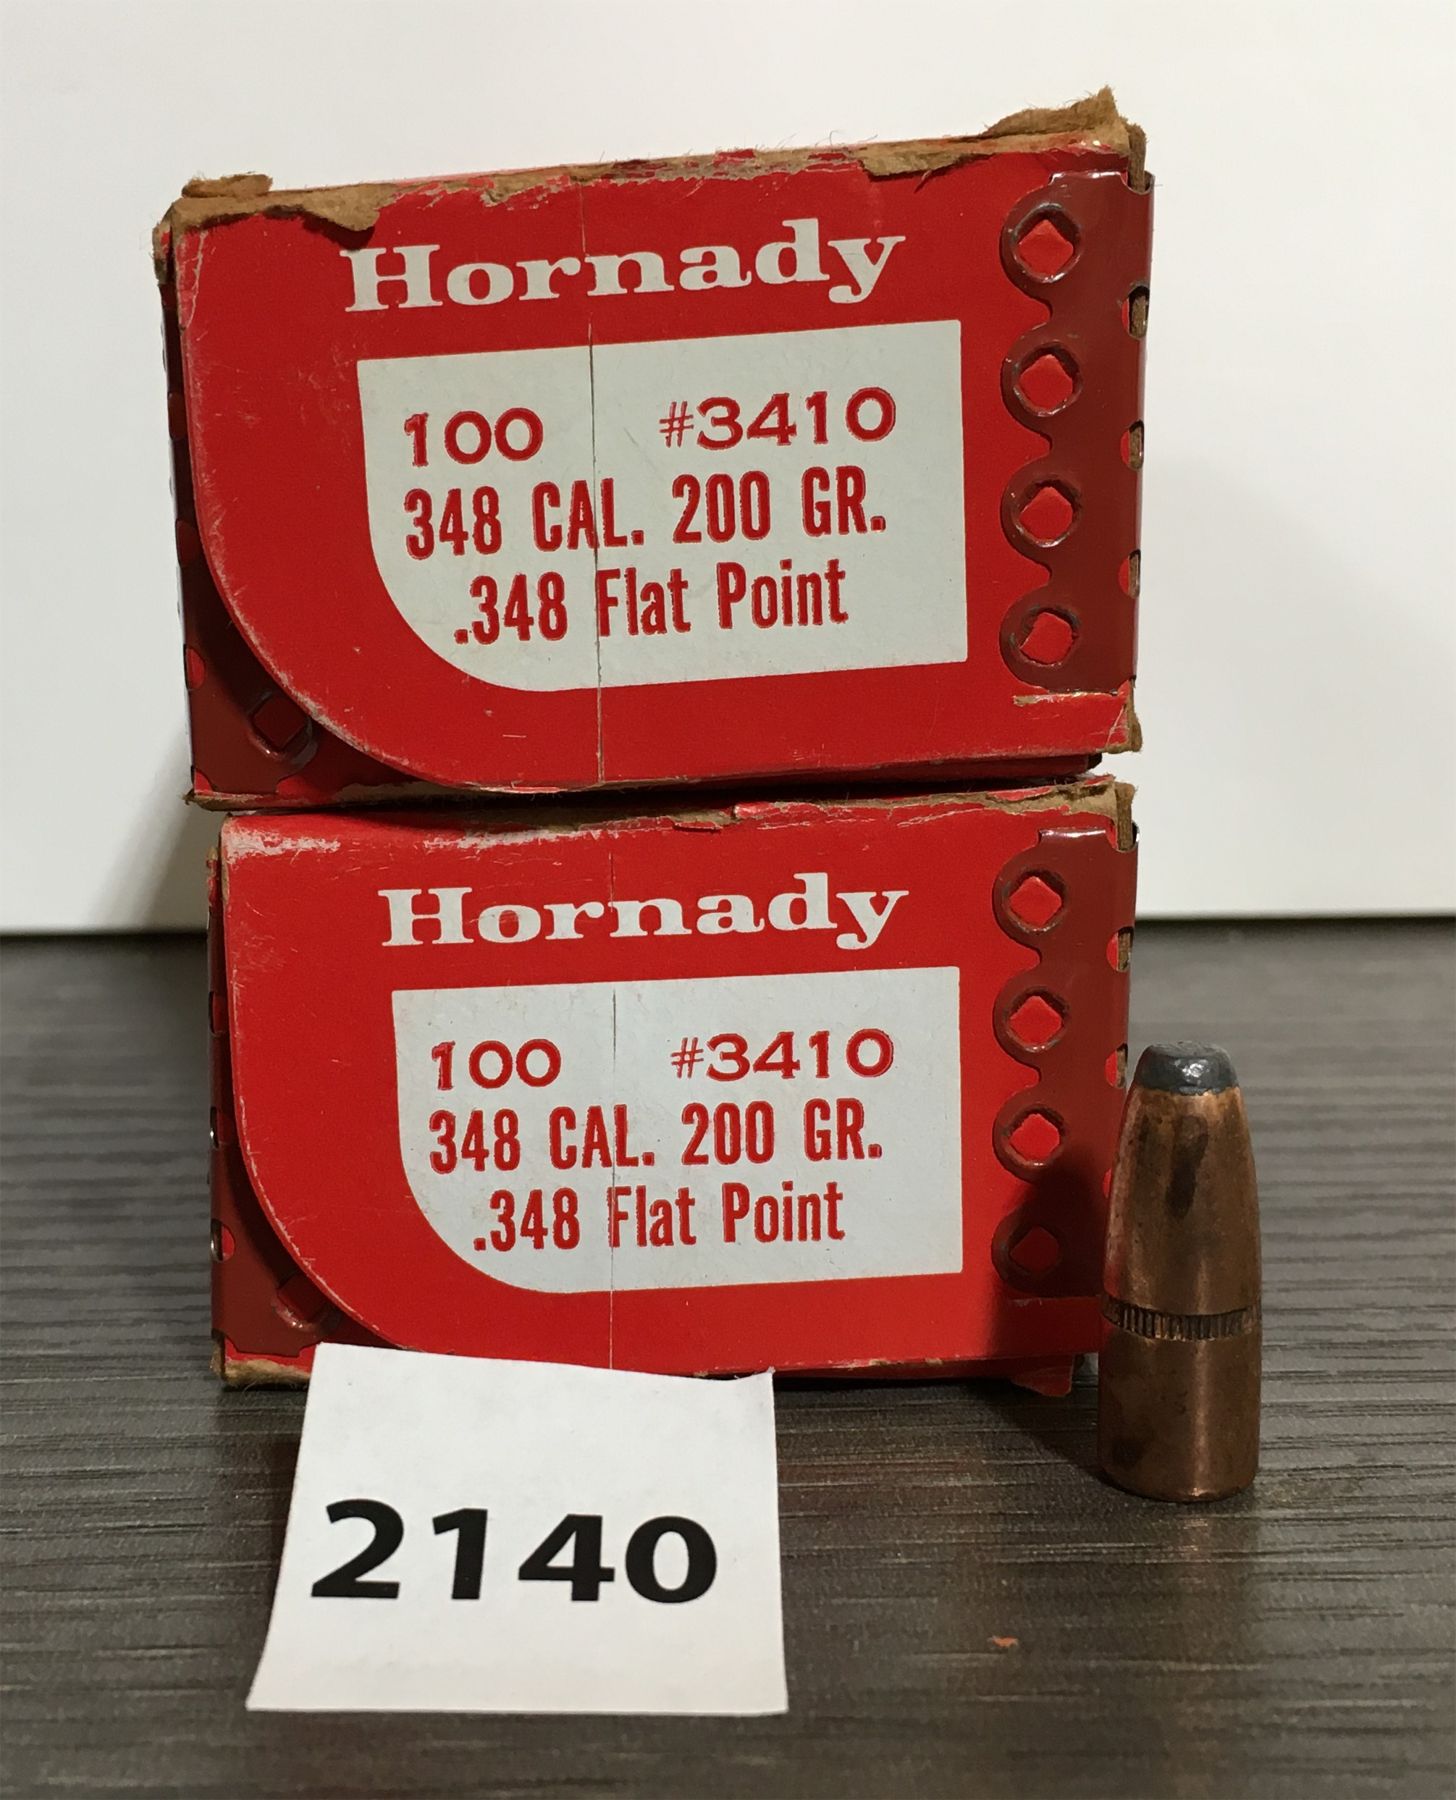 Hornady
100 #3410
348 CAL. 200 GR.
.348 Flat Point
Hornady
100 #3410
348 CAL. 200 GR.
.348 Flat Point
2140